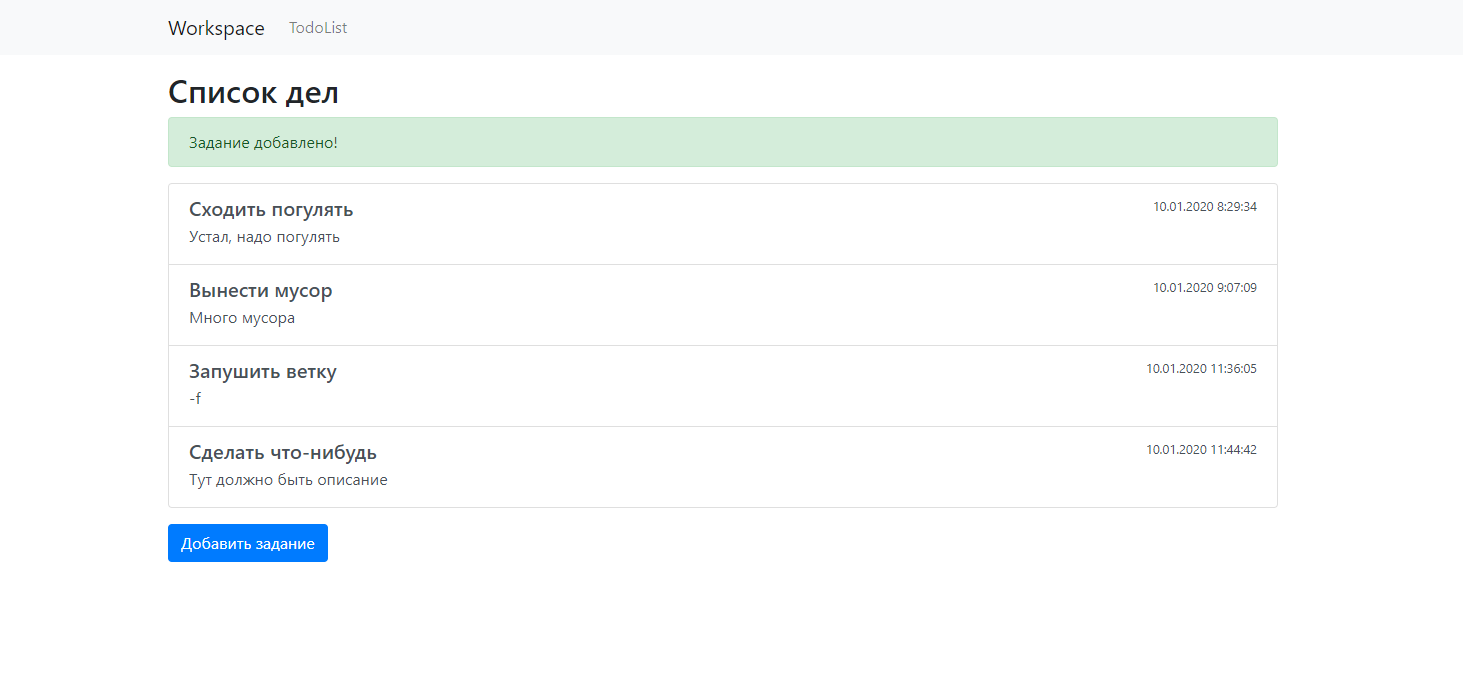 Workspace TodoList
Список дел
Задание добавлено!
Сходить погулять 10.01.2020 8:29:34
Устал, надо погулять
Вынести мусор 10.01.2020 9:07:09
Много мусора
Запушить ветку 10.01.2020 11:36:05
-f
Сделать что-нибудь 10.01.2020 11:44:42
Тут должно быть описание
Добавить задание